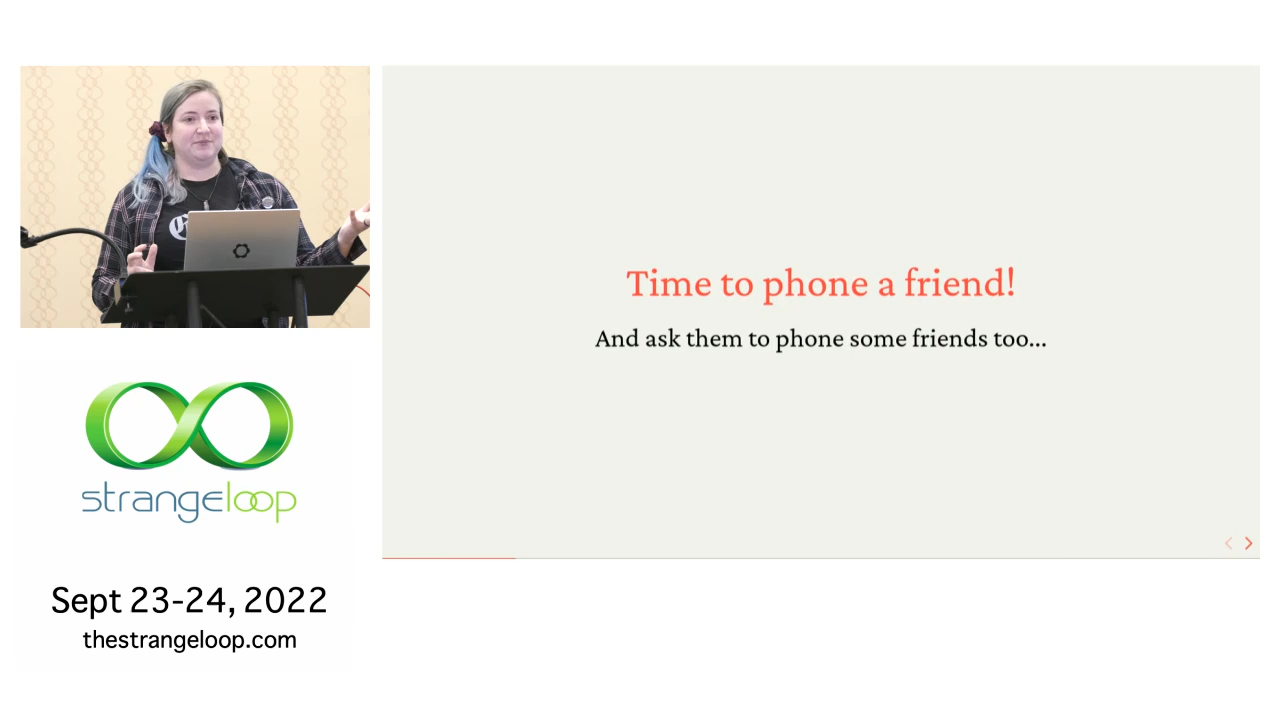 Time to phone a friend!
And ask them to phone some friends too...
strangeloop
Sept 23-24, 2022
thestrangeloop.com